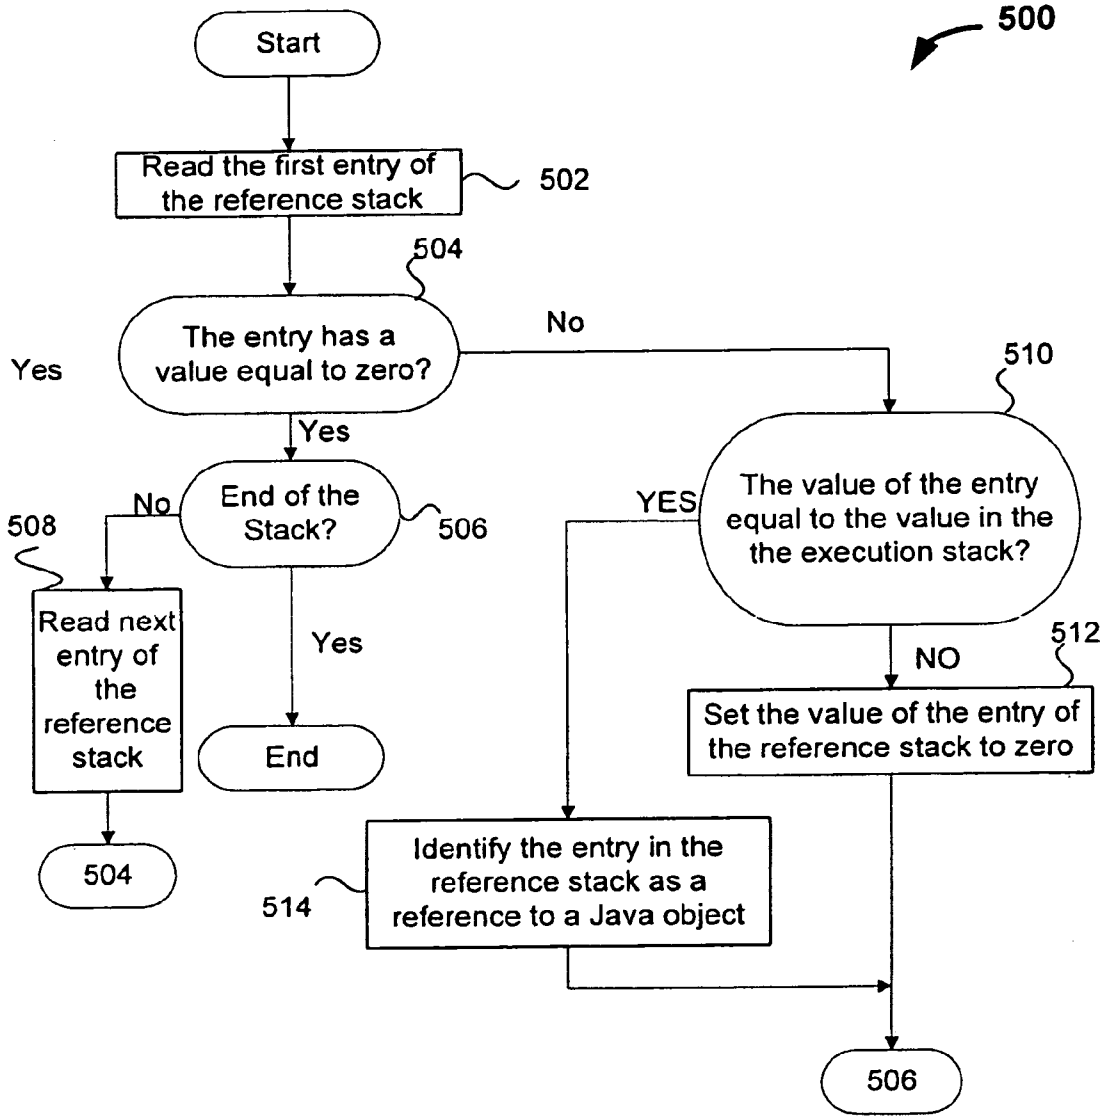 500
Start
Read the first entry of
the reference stack
502
504
The entry has a
value equal to zero?
No
Yes
Yes
510
The value of the entry
equal to the value in the
the execution stack?
YES
End of the
Stack?
506
No
508
Read next
entry of
the
reference
stack
Yes
End
NO
512
Set the value of the entry of
the reference stack to zero
504
Identify the entry in the
reference stack as a
reference to a Java object
514
506